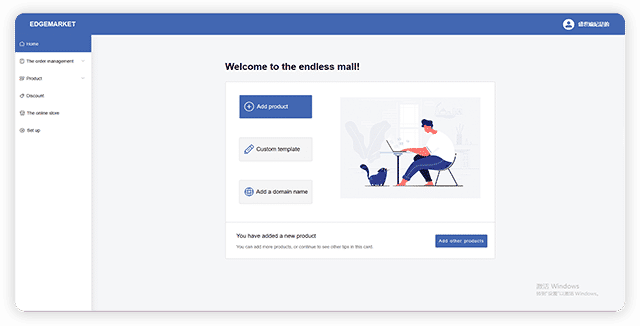 EDGEMARKET
Home
The order management
Product
Discount
The online store
Set up
Welcome to the endless mall!
Add product
Custom template
Add a domain name
You have added a new product
You can add more products, or continue to see other tips in this card.
Add other products
激活 Windows
转到"设置"以激活 Windows。